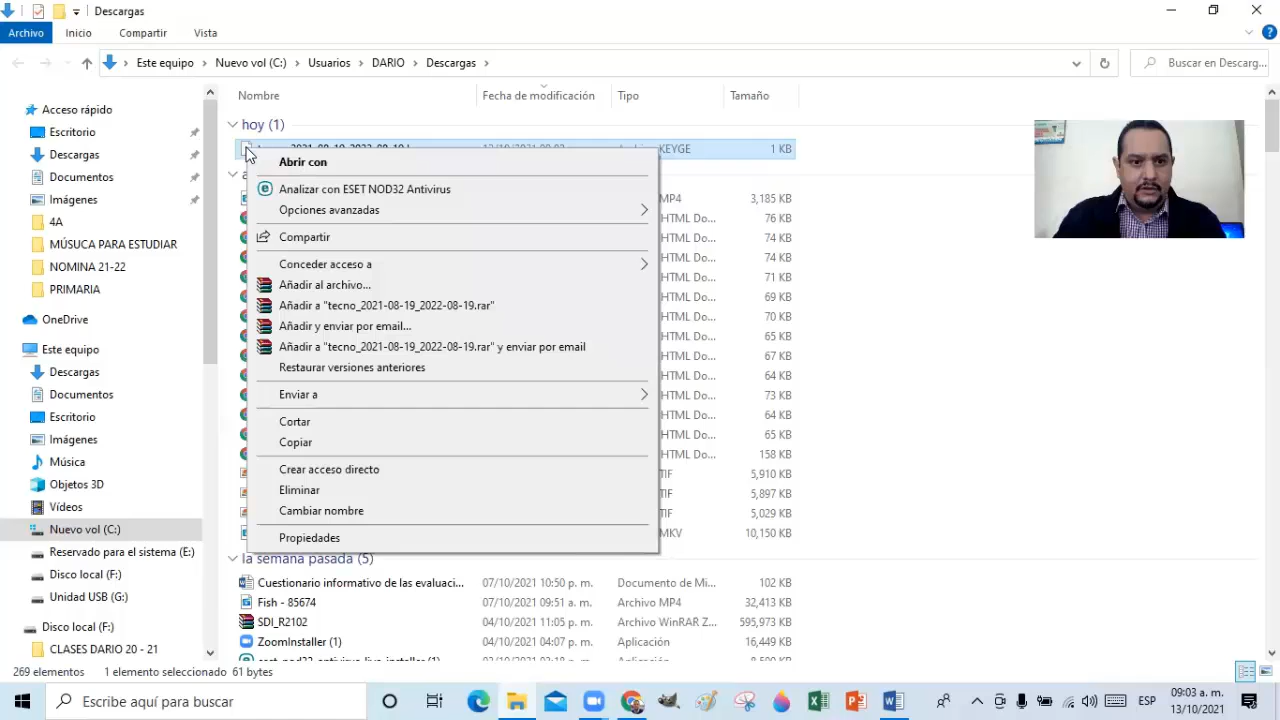 Descargas
Archivo Inicio Compartir Vista
Este equipo Nuevo vol (C:) Usuarios DARIO Descargas
Buscar en Descarg...
Acceso rápido
Escritorio
Descargas
Documentos
Imágenes
4A
MÚSUCA PARA ESTUDIAR
NOMINA 21-22
PRIMARIA
OneDrive
Este equipo
Descargas
Documentos
Escritorio
Imágenes
Música
Objetos 3D
Vídeos
Nuevo vol (C:)
Reservado para el sistema (E:)
Disco local (F:)
Unidad USB (G:)
Disco local (F:)
CLASES DARIO 20 - 21
Nombre Fecha de modificación Tipo Tamaño
hoy (1)
KEYGE 1 KB
MP4 3,185 KB
HTML Do... 76 KB
HTML Do... 74 KB
HTML Do... 74 KB
HTML Do... 71 KB
HTML Do... 69 KB
HTML Do... 70 KB
HTML Do... 65 KB
HTML Do... 67 KB
HTML Do... 64 KB
HTML Do... 73 KB
HTML Do... 64 KB
HTML Do... 65 KB
HTML Do... 158 KB
TIF 5,910 KB
TIF 5,897 KB
TIF 5,029 KB
MKV 10,150 KB
Abrir con
Analizar con ESET NOD32 Antivirus
Opciones avanzadas
Compartir
Conceder acceso a
Añadir al archivo...
Añadir a "tecno_2021-08-19_2022-08-19.rar"
Añadir y enviar por email...
Añadir a "tecno_2021-08-19_2022-08-19.rar" y enviar por email
Restaurar versiones anteriores
Enviar a
Cortar
Copiar
Crear acceso directo
Eliminar
Cambiar nombre
Propiedades
la semana pasada (5)
Cuestionario informativo de las evaluaci... 07/10/2021 10:50 p. m. Documento de Mi... 102 KB
Fish - 85674 07/10/2021 09:51 a. m. Archivo MP4 32,413 KB
SDI_R2102 04/10/2021 11:05 p. m. Archivo WinRAR Z... 595,973 KB
ZoomInstaller (1) 04/10/2021 04:07 p. m. Aplicación 16,449 KB
269 elementos 1 elemento seleccionado 61 bytes
Escribe aquí para buscar
ESP
09:03 a. m.
13/10/2021